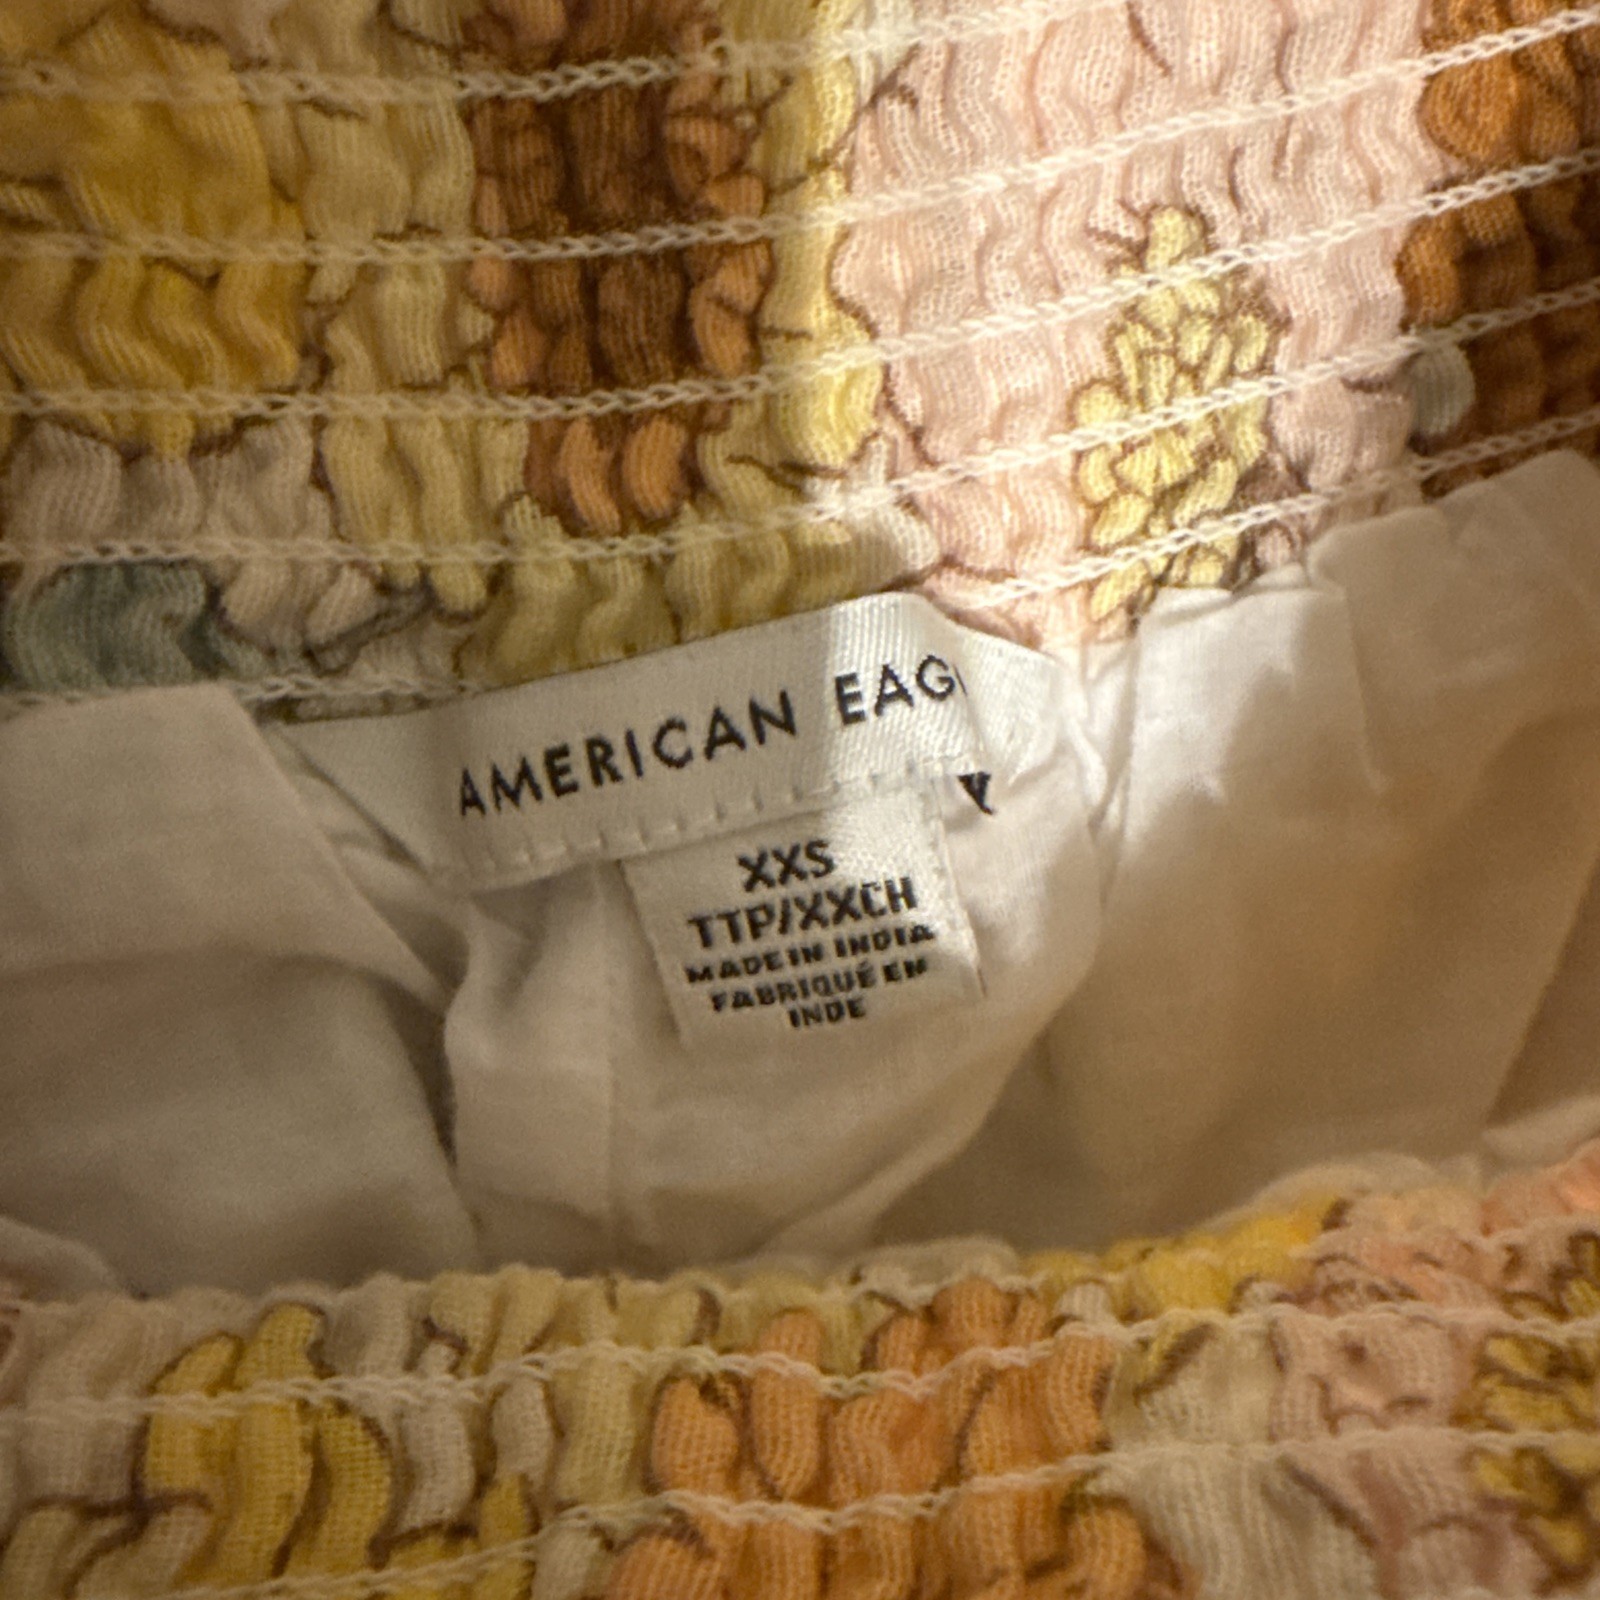 AMERICAN EAG
XXS
TTP/XXCH
MADE IN INDIA
FABRIQUÉ EN
INDE